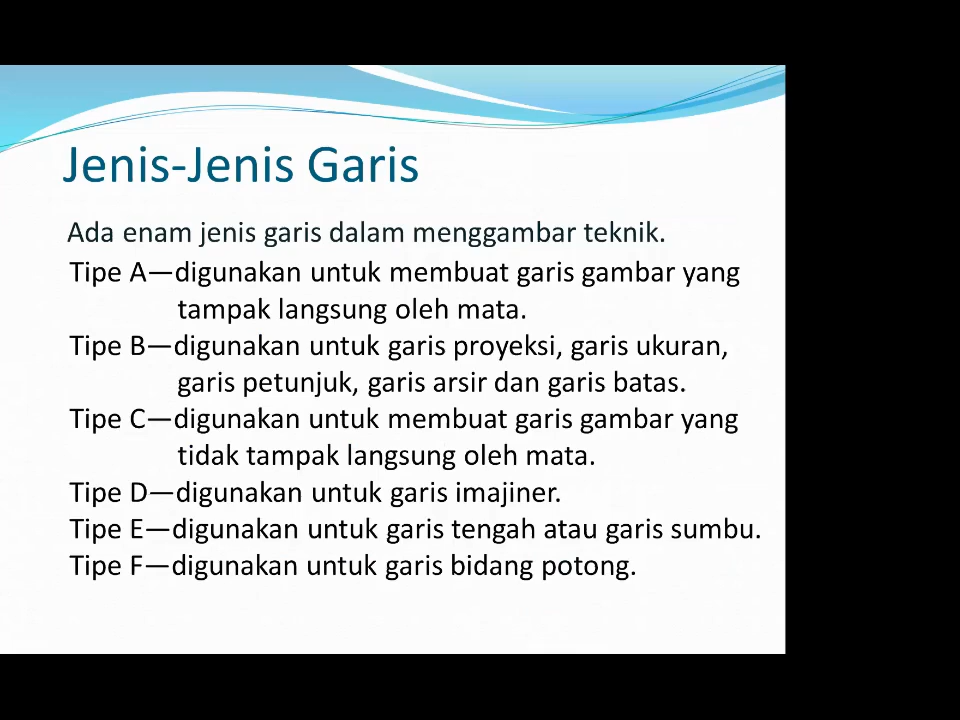 Jenis-Jenis Garis
Ada enam jenis garis dalam menggambar teknik.
Tipe A—digunakan untuk membuat garis gambar yang
tampak langsung oleh mata.
Tipe B—digunakan untuk garis proyeksi, garis ukuran,
garis petunjuk, garis arsir dan garis batas.
Tipe C—digunakan untuk membuat garis gambar yang
tidak tampak langsung oleh mata.
Tipe D—digunakan untuk garis imajiner.
Tipe E—digunakan untuk garis tengah atau garis sumbu.
Tipe F—digunakan untuk garis bidang potong.